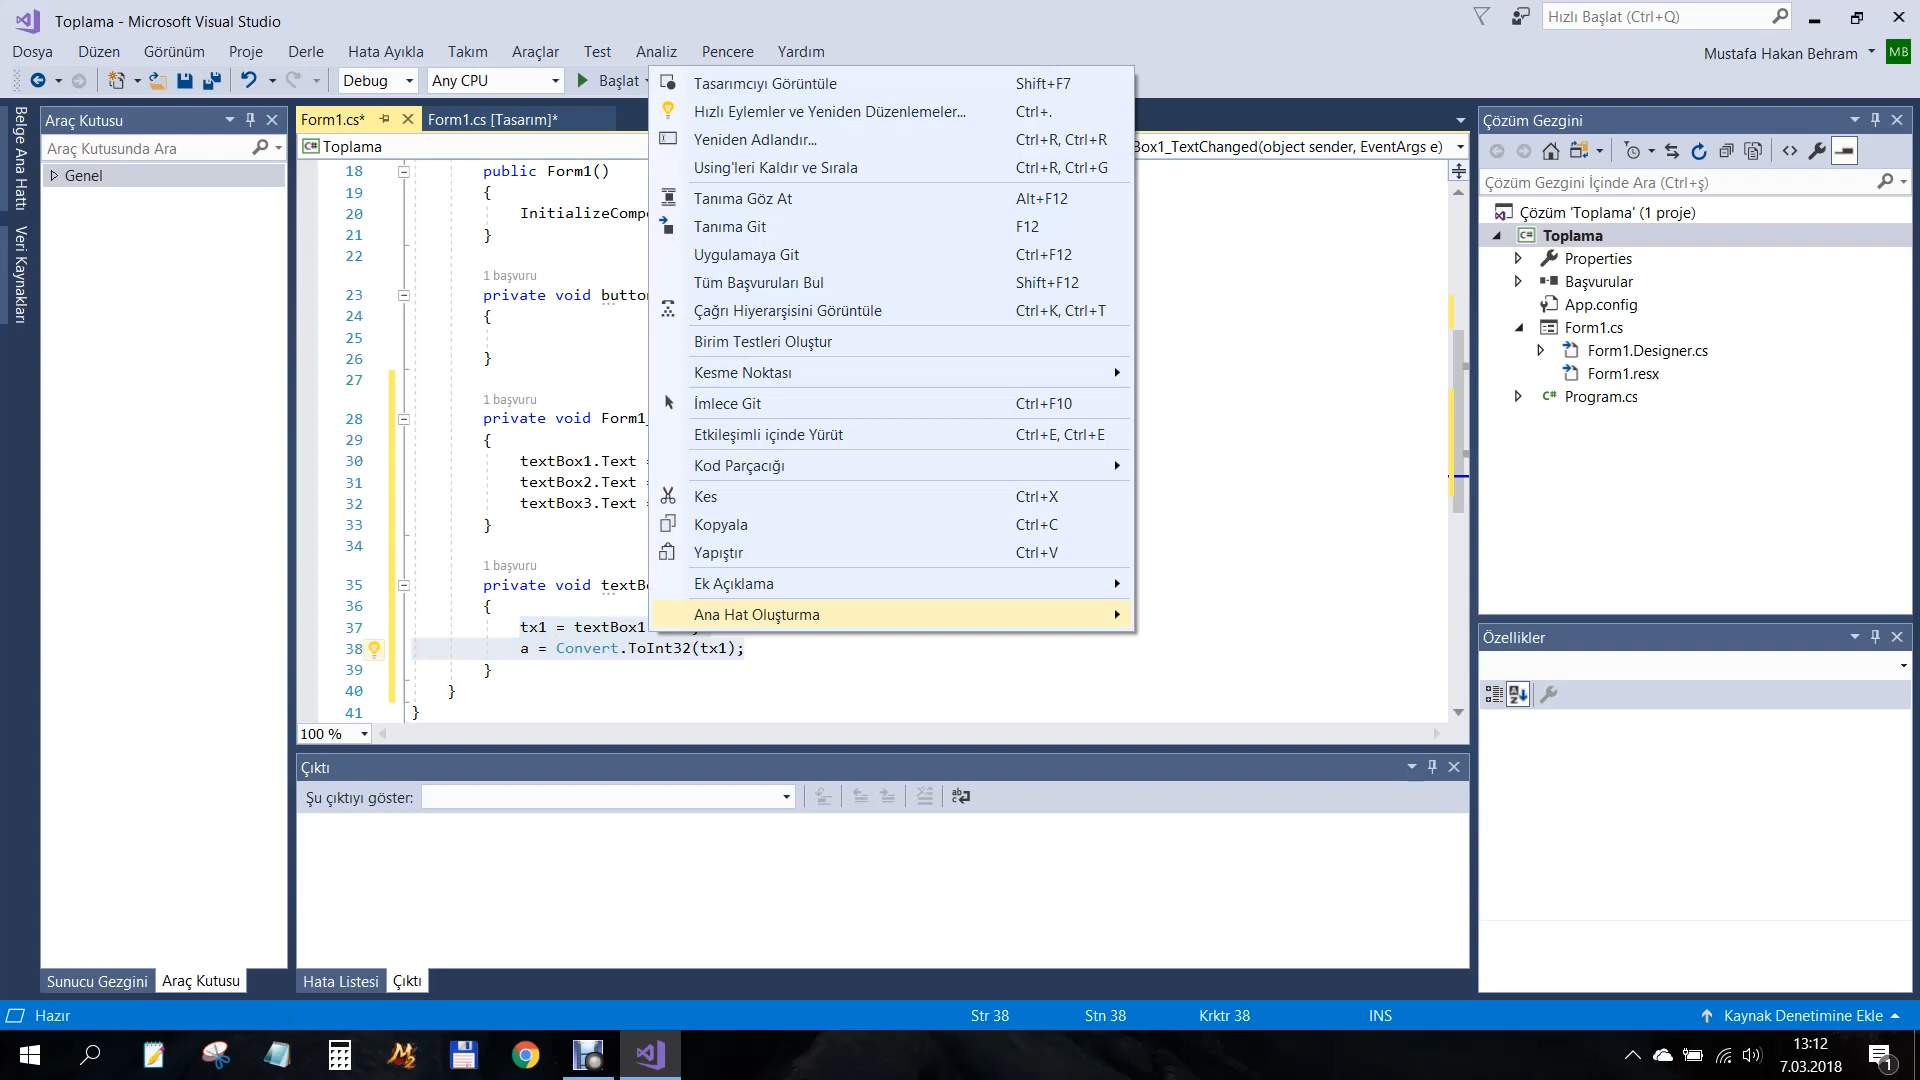 Toplama - Microsoft Visual Studio
Hızlı Başlat (Ctrl+Q)
Dosya Düzen Görünüm Proje Derle Hata Ayıkla Takım Araçlar Test Analiz Pencere Yardım
Mustafa Hakan Behram MB
Debug Any CPU Başlat
Belge Ana Hattı
Veri Kaynakları
Araç Kutusu
Araç Kutusunda Ara
Genel
Form1.cs* Form1.cs [Tasarım]*
Toplama
Box1_TextChanged(object sender, EventArgs e)
18 public Form1()
19 {
20 InitializeCompo
21 }
22
1 başvuru
23 private void button
24 {
25
26 }
27
1 başvuru
28 private void Form1_
29 {
30 textBox1.Text =
31 textBox2.Text =
32 textBox3.Text =
33 }
34
1 başvuru
35 private void textBo
36 {
37 tx1 = textBox1
38 a = Convert.ToInt32(tx1);
39 }
40 }
41 }
100 %
Tasarımcıyı Görüntüle Shift+F7
Hızlı Eylemler ve Yeniden Düzenlemeler... Ctrl+.
Yeniden Adlandır... Ctrl+R, Ctrl+R
Using'leri Kaldır ve Sırala Ctrl+R, Ctrl+G
Tanıma Göz At Alt+F12
Tanıma Git F12
Uygulamaya Git Ctrl+F12
Tüm Başvuruları Bul Shift+F12
Çağrı Hiyerarşisini Görüntüle Ctrl+K, Ctrl+T
Birim Testleri Oluştur
Kesme Noktası
İmlece Git Ctrl+F10
Etkileşimli içinde Yürüt Ctrl+E, Ctrl+E
Kod Parçacığı
Kes Ctrl+X
Kopyala Ctrl+C
Yapıştır Ctrl+V
Ek Açıklama
Ana Hat Oluşturma
Çıktı
Şu çıktıyı göster:
Sunucu Gezgini Araç Kutusu
Hata Listesi Çıktı
Çözüm Gezgini
Çözüm Gezgini İçinde Ara (Ctrl+ş)
Çözüm 'Toplama' (1 proje)
Toplama
Properties
Başvurular
App.config
Form1.cs
Form1.Designer.cs
Form1.resx
Program.cs
Özellikler
Hazır Str 38 Stn 38 Krktr 38 INS Kaynak Denetimine Ekle
13:12
7.03.2018
1